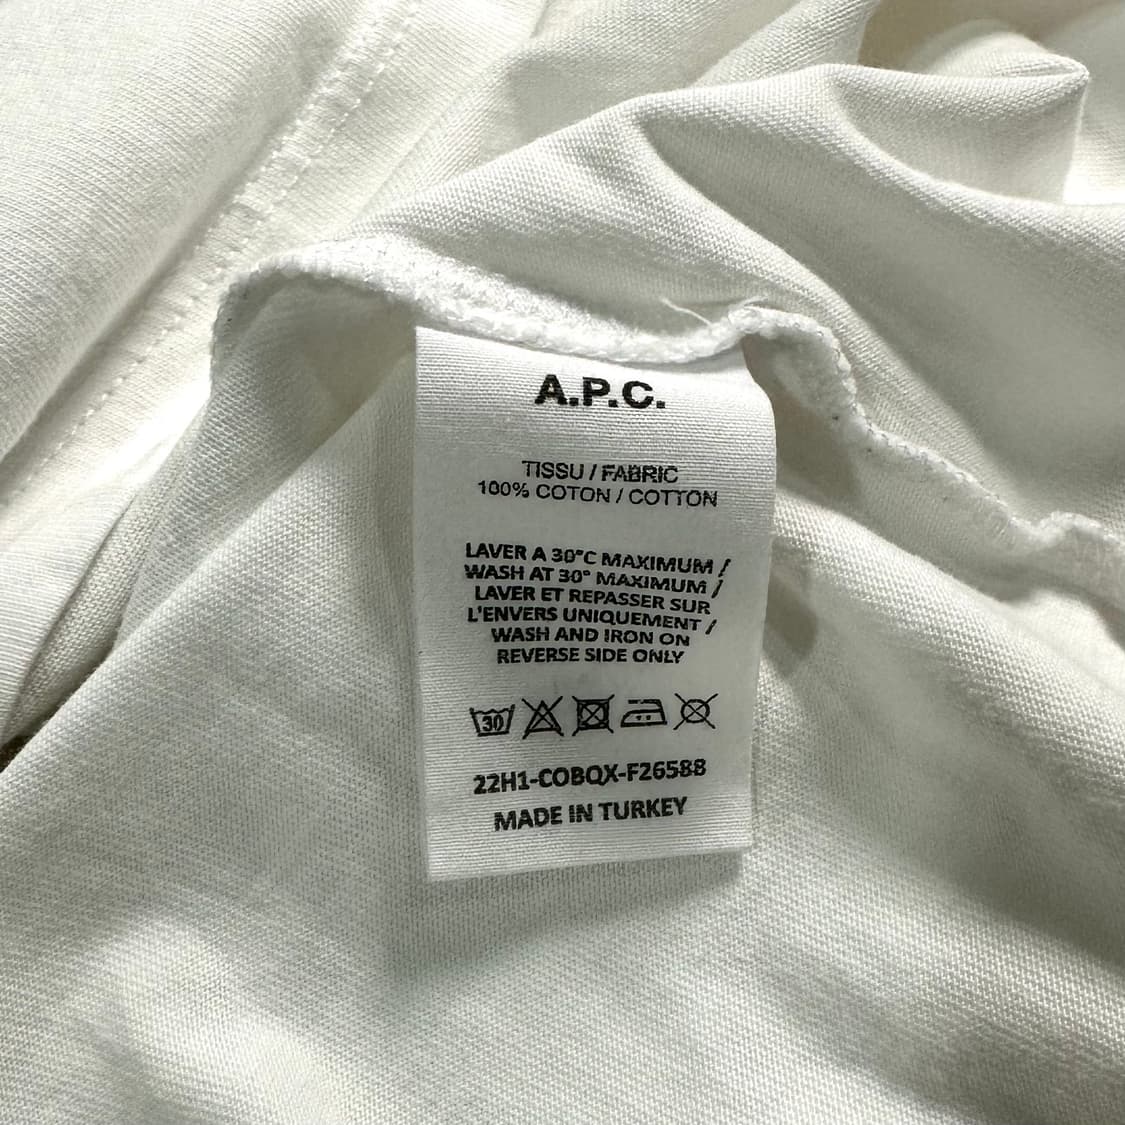 A.P.C.
TISSU / FABRIC
100% COTON / COTTON
LAVER A 30°C MAXIMUM /
WASH AT 30° MAXIMUM /
LAVER ET REPASSER SUR
L'ENVERS UNIQUEMENT /
WASH AND IRON ON
REVERSE SIDE ONLY
30
22H1-COBQX-F26588
MADE IN TURKEY